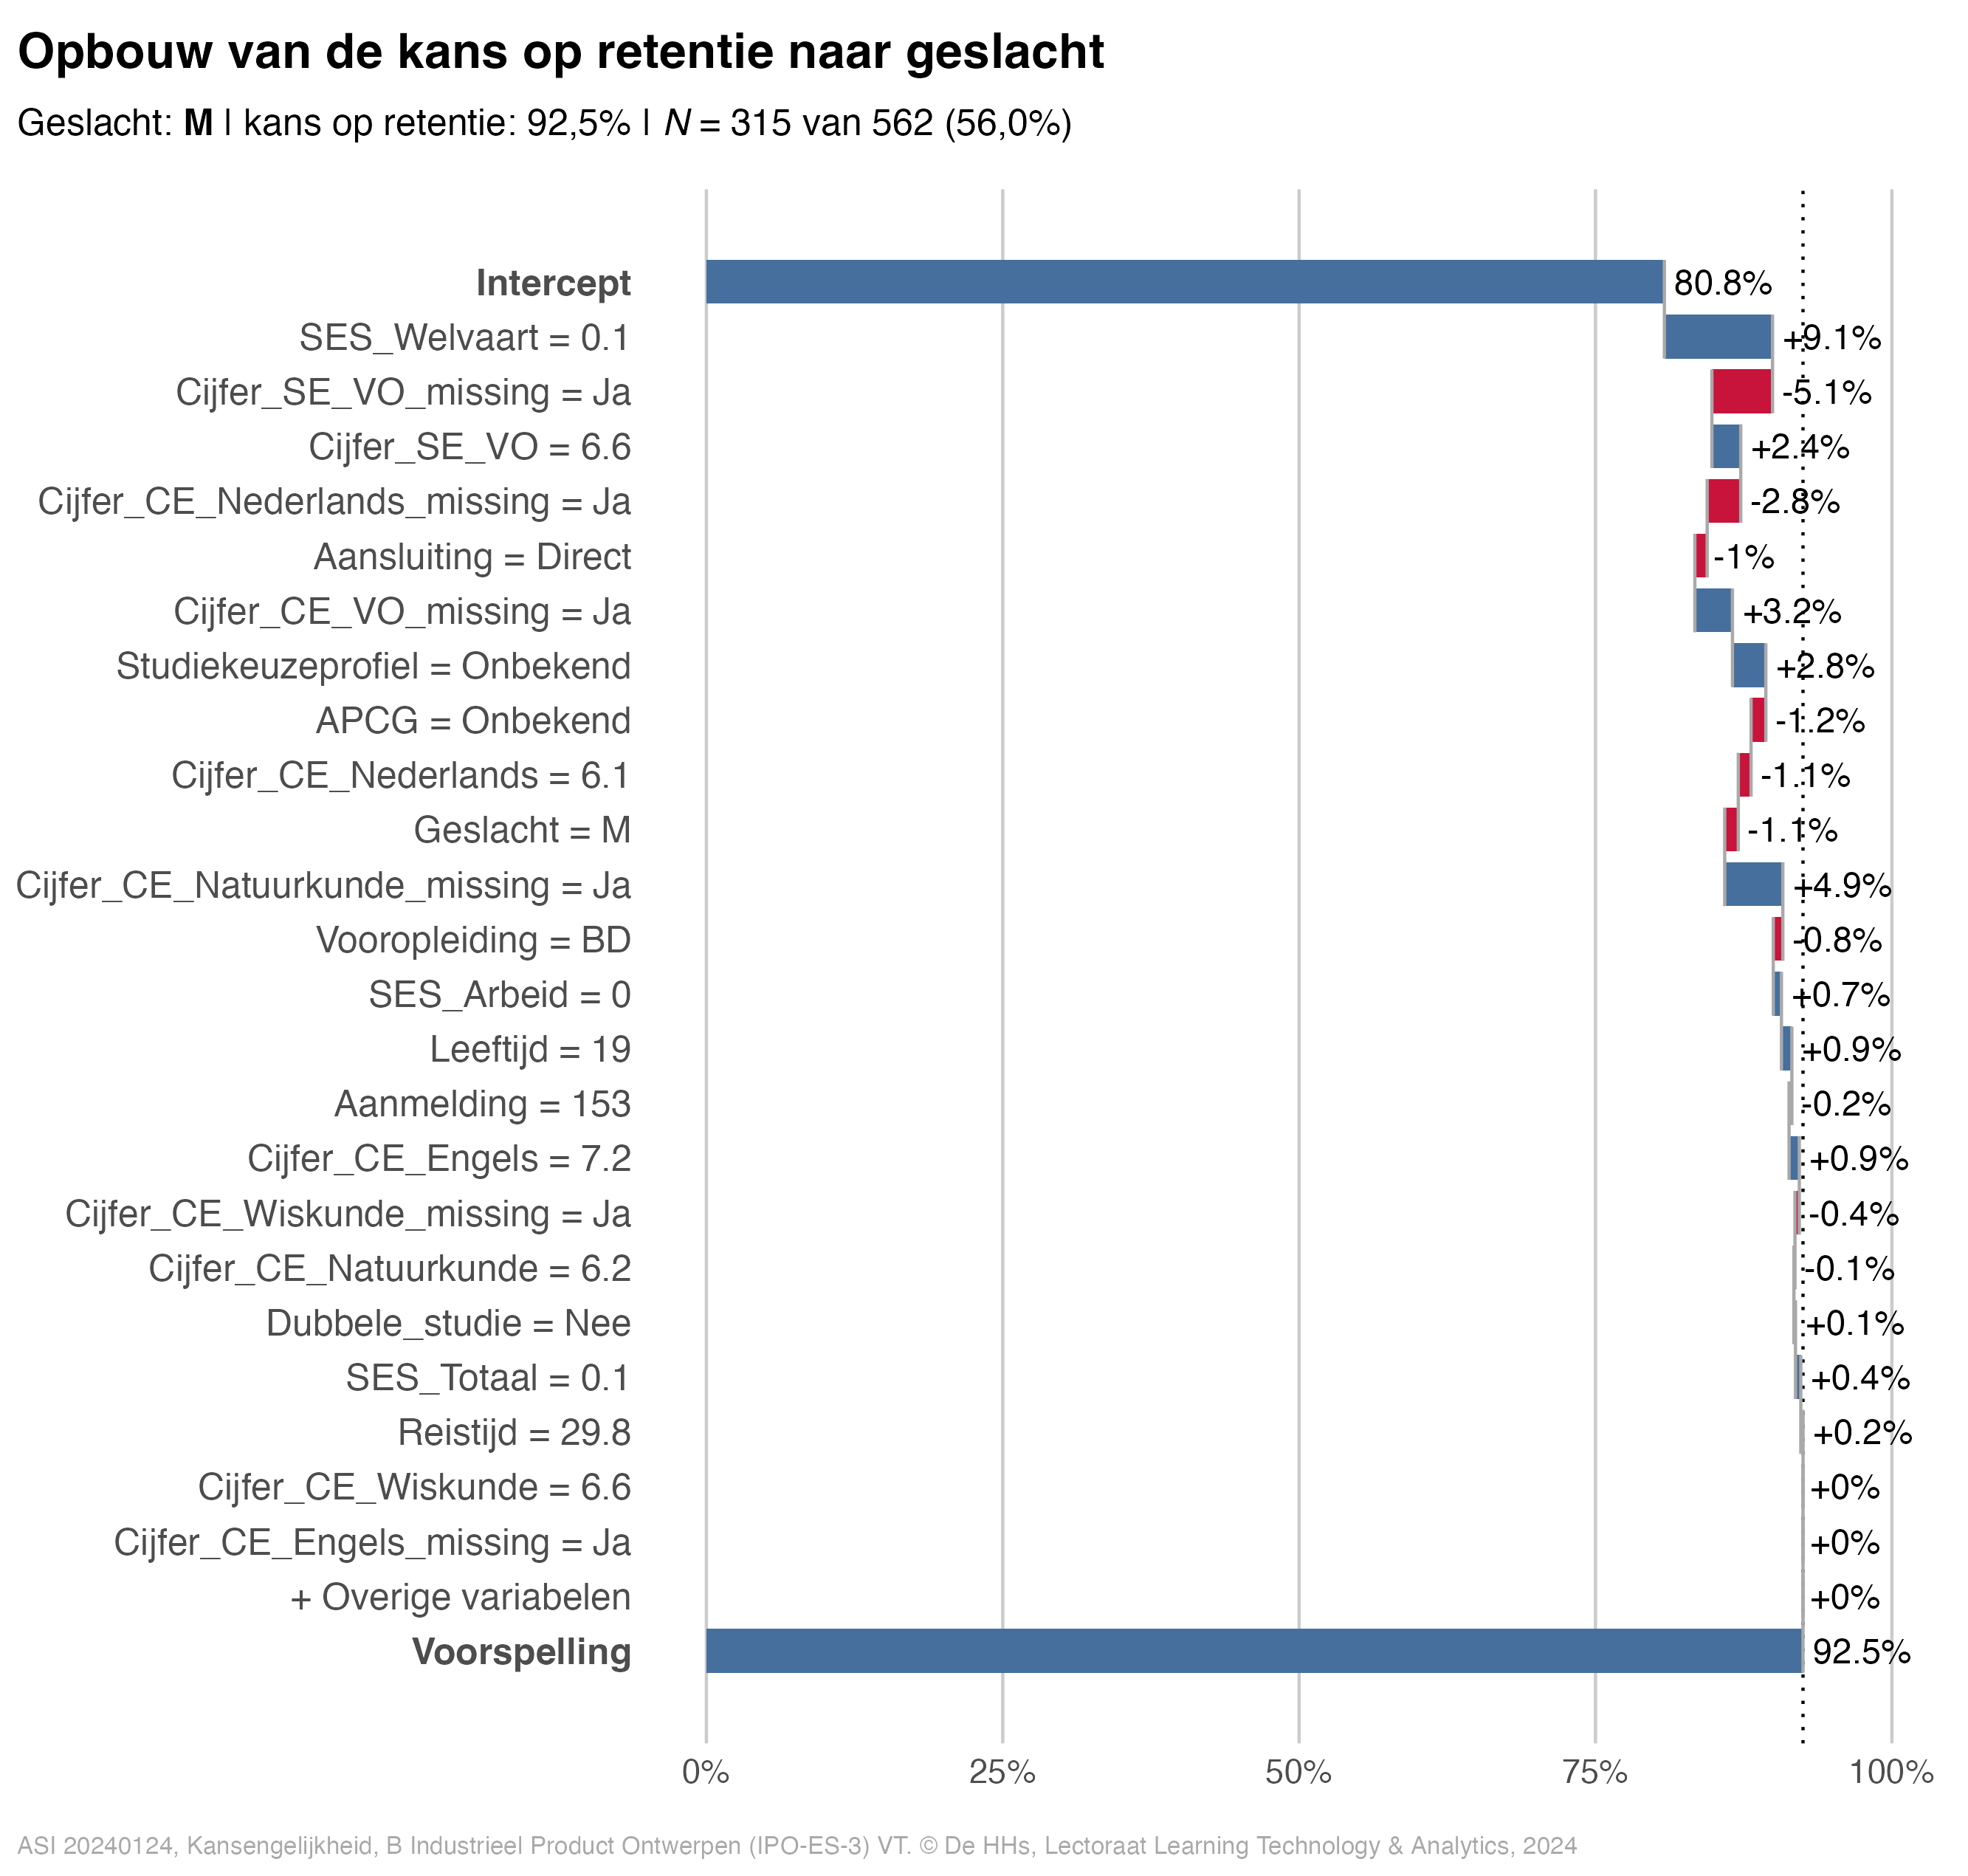 Opbouw van de kans op retentie naar geslacht
Geslacht: M | kans op retentie: 92,5% | N = 315 van 562 (56,0%)
Intercept 80.8%
SES_Welvaart = 0.1 +9.1%
Cijfer_SE_VO_missing = Ja -5.1%
Cijfer_SE_VO = 6.6 +2.4%
Cijfer_CE_Nederlands_missing = Ja -2.8%
Aansluiting = Direct -1%
Cijfer_CE_VO_missing = Ja +3.2%
Studiekeuzeprofiel = Onbekend +2.8%
APCG = Onbekend -1.2%
Cijfer_CE_Nederlands = 6.1 -1.1%
Geslacht = M -1.1%
Cijfer_CE_Natuurkunde_missing = Ja +4.9%
Vooropleiding = BD -0.8%
SES_Arbeid = 0 +0.7%
Leeftijd = 19 +0.9%
Aanmelding = 153 -0.2%
Cijfer_CE_Engels = 7.2 +0.9%
Cijfer_CE_Wiskunde_missing = Ja -0.4%
Cijfer_CE_Natuurkunde = 6.2 -0.1%
Dubbele_studie = Nee +0.1%
SES_Totaal = 0.1 +0.4%
Reistijd = 29.8 +0.2%
Cijfer_CE_Wiskunde = 6.6 +0%
Cijfer_CE_Engels_missing = Ja +0%
+ Overige variabelen +0%
Voorspelling 92.5%
0% 25% 50% 75% 100%
ASI 20240124, Kansengelijkheid, B Industrieel Product Ontwerpen (IPO-ES-3) VT. © De HHs, Lectoraat Learning Technology & Analytics, 2024